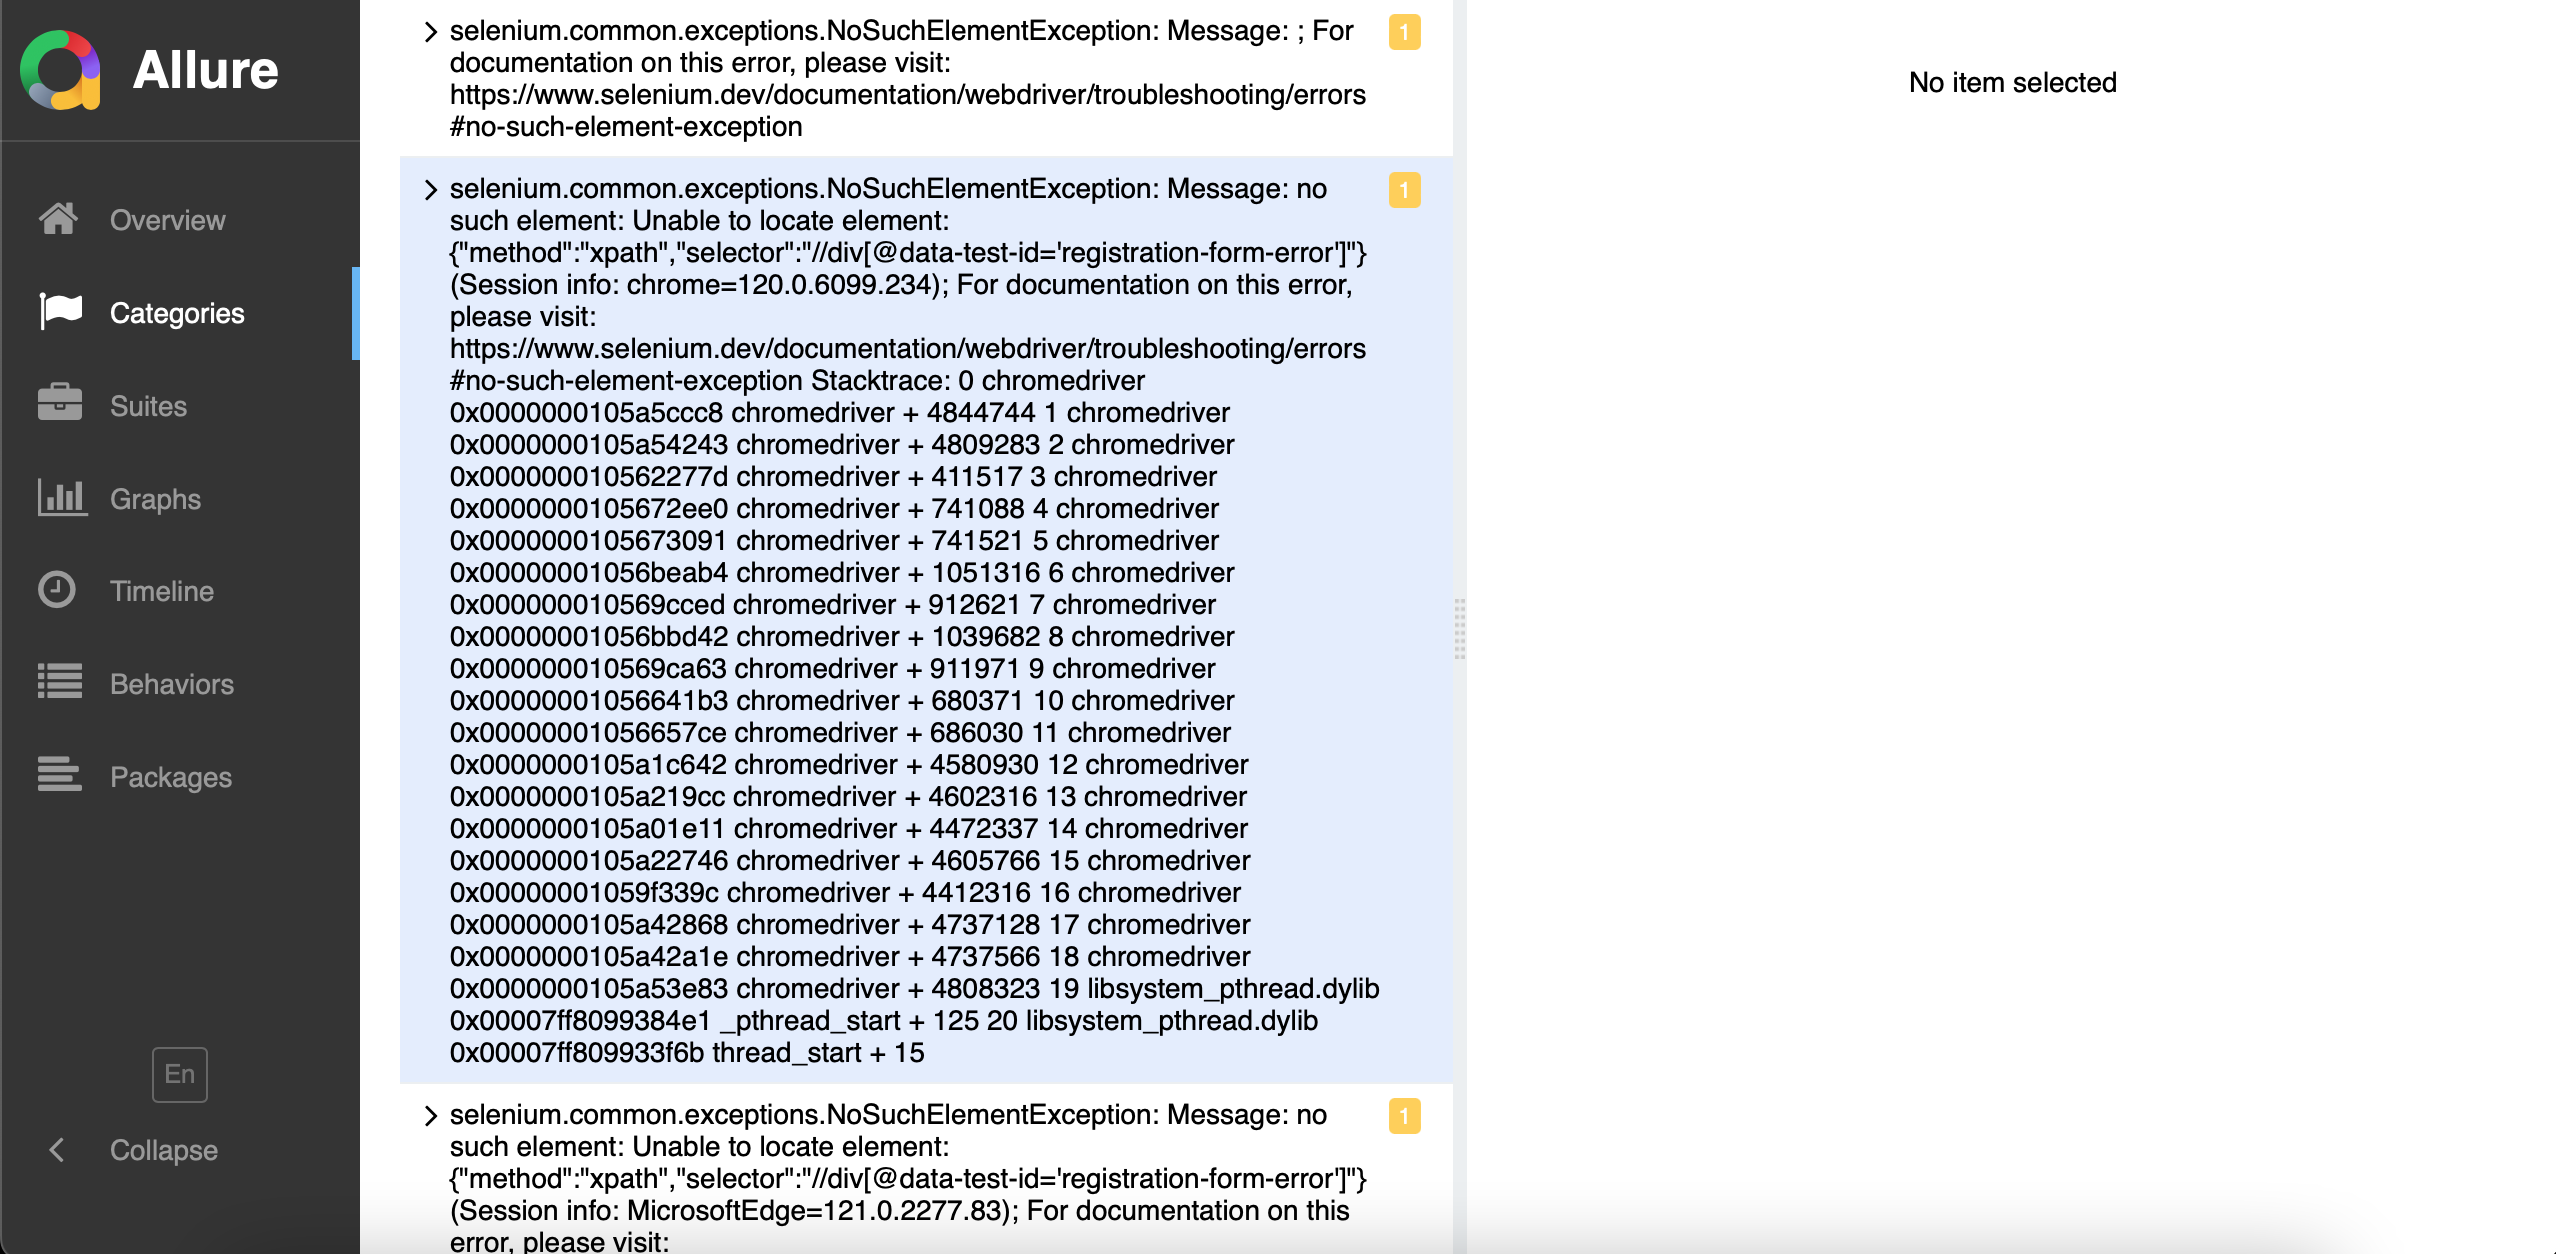 Allure
Overview
Categories
Suites
Graphs
Timeline
Behaviors
Packages
En
Collapse
selenium.common.exceptions.NoSuchElementException: Message: ; For
documentation on this error, please visit:
https://www.selenium.dev/documentation/webdriver/troubleshooting/errors
#no-such-element-exception
1
selenium.common.exceptions.NoSuchElementException: Message: no
such element: Unable to locate element:
{"method":"xpath","selector":"//div[@data-test-id='registration-form-error']"}
(Session info: chrome=120.0.6099.234); For documentation on this error,
please visit:
https://www.selenium.dev/documentation/webdriver/troubleshooting/errors
#no-such-element-exception Stacktrace: 0 chromedriver
0x0000000105a5ccc8 chromedriver + 4844744 1 chromedriver
0x0000000105a54243 chromedriver + 4809283 2 chromedriver
0x000000010562277d chromedriver + 411517 3 chromedriver
0x0000000105672ee0 chromedriver + 741088 4 chromedriver
0x0000000105673091 chromedriver + 741521 5 chromedriver
0x00000001056beab4 chromedriver + 1051316 6 chromedriver
0x000000010569cced chromedriver + 912621 7 chromedriver
0x00000001056bbd42 chromedriver + 1039682 8 chromedriver
0x000000010569ca63 chromedriver + 911971 9 chromedriver
0x00000001056641b3 chromedriver + 680371 10 chromedriver
0x00000001056657ce chromedriver + 686030 11 chromedriver
0x0000000105a1c642 chromedriver + 4580930 12 chromedriver
0x0000000105a219cc chromedriver + 4602316 13 chromedriver
0x0000000105a01e11 chromedriver + 4472337 14 chromedriver
0x0000000105a22746 chromedriver + 4605766 15 chromedriver
0x00000001059f339c chromedriver + 4412316 16 chromedriver
0x0000000105a42868 chromedriver + 4737128 17 chromedriver
0x0000000105a42a1e chromedriver + 4737566 18 chromedriver
0x0000000105a53e83 chromedriver + 4808323 19 libsystem_pthread.dylib
0x00007ff8099384e1 _pthread_start + 125 20 libsystem_pthread.dylib
0x00007ff809933f6b thread_start + 15
1
selenium.common.exceptions.NoSuchElementException: Message: no
such element: Unable to locate element:
{"method":"xpath","selector":"//div[@data-test-id='registration-form-error']"}
(Session info: MicrosoftEdge=121.0.2277.83); For documentation on this
error, please visit:
1
No item selected